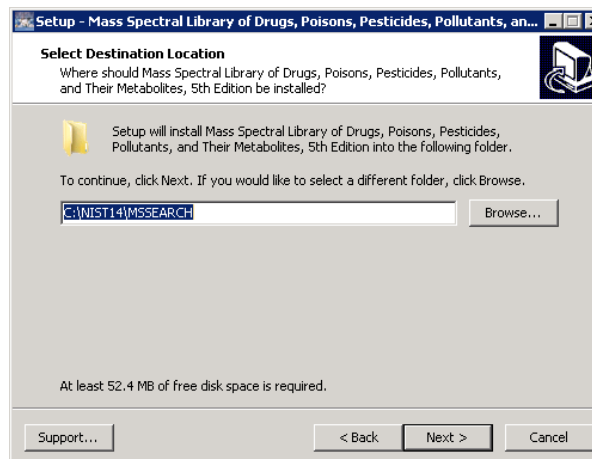 Setup - Mass Spectral Library of Drugs, Poisons, Pesticides, Pollutants, an...
Select Destination Location
Where should Mass Spectral Library of Drugs, Poisons, Pesticides, Pollutants,
and Their Metabolites, 5th Edition be installed?
Setup will install Mass Spectral Library of Drugs, Poisons, Pesticides,
Pollutants, and Their Metabolites, 5th Edition into the following folder.
To continue, click Next. If you would like to select a different folder, click Browse.
C:\NIST14\MSSEARCH
Browse...
At least 52.4 MB of free disk space is required.
Support...
< Back
Next >
Cancel